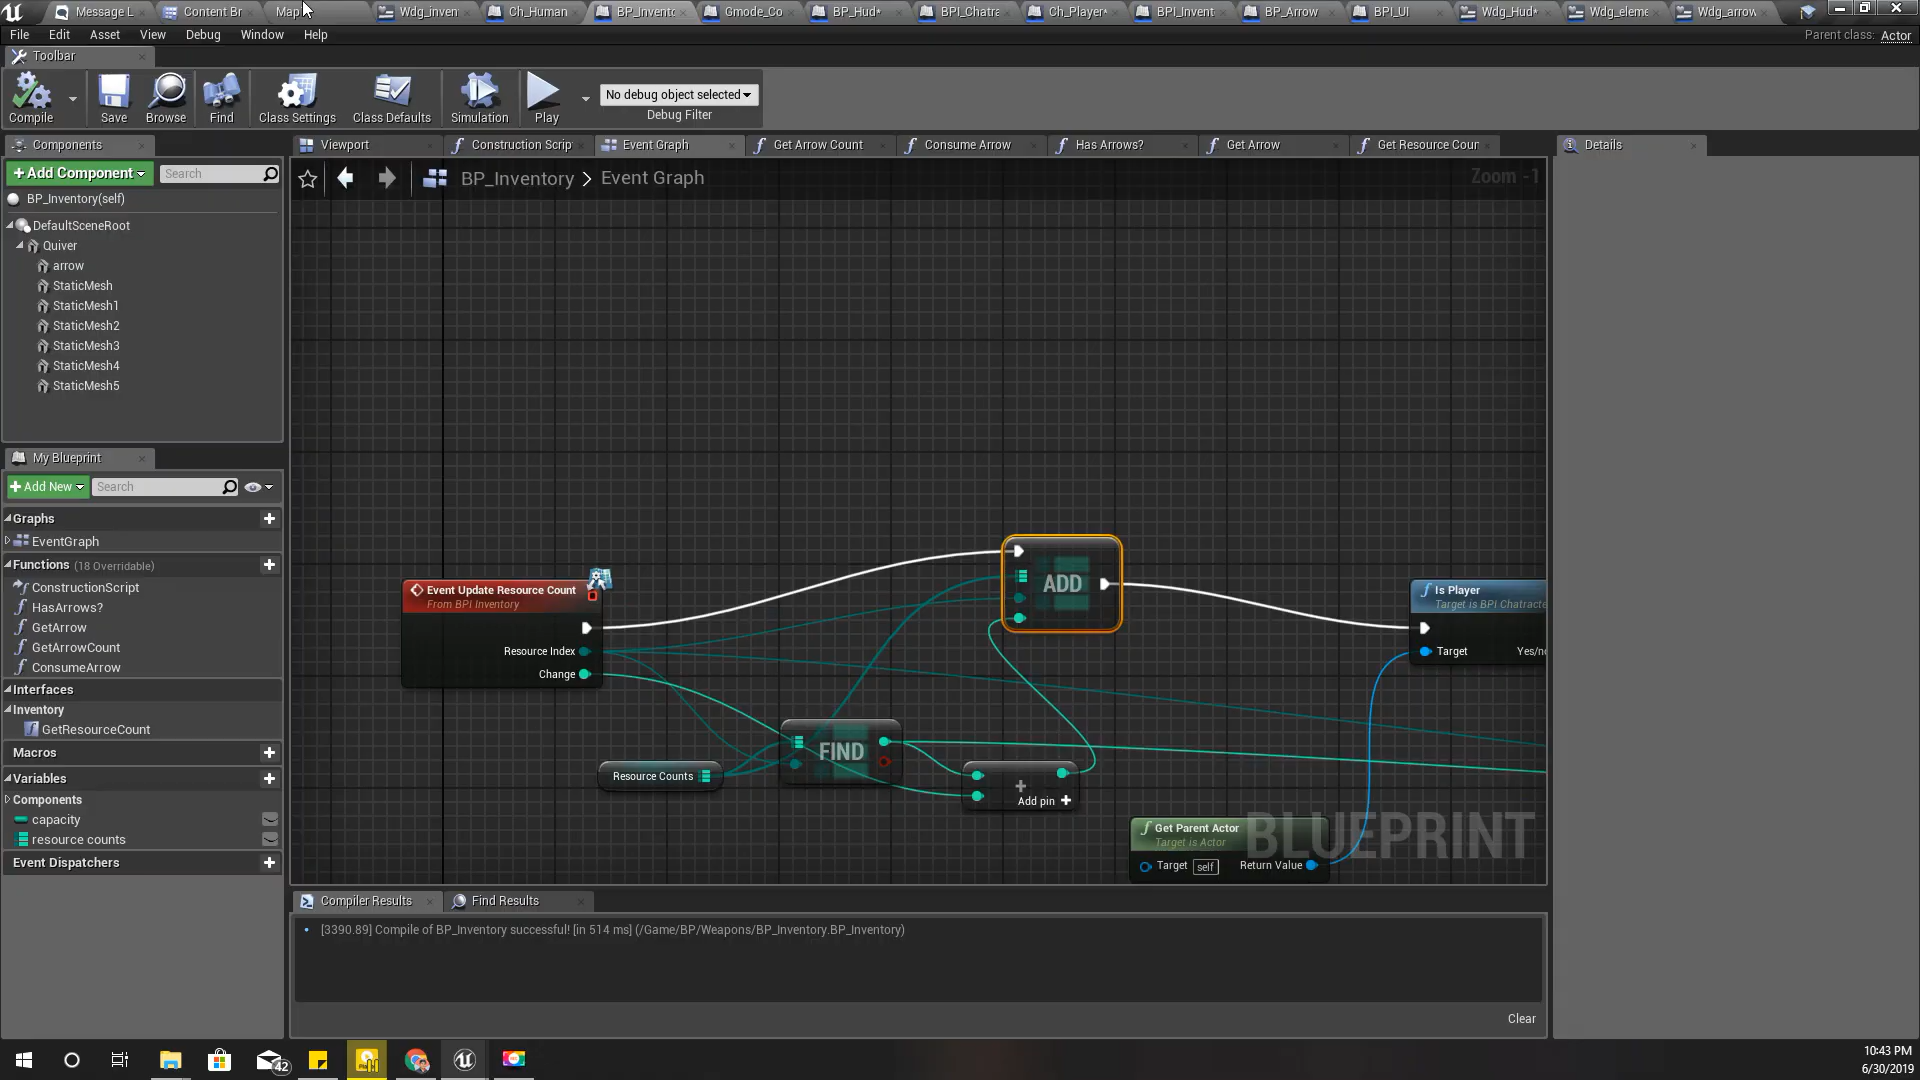 Message L
Content Br
Map
Wdg_inven
Ch_Human
BP_Invento
Gmode_Co
BP_Hud*
BPI_Chatra
Ch_Player*
BPI_Invent
BP_Arrow
BPI_UI
Wdg_Hud*
Wdg_eleme
Wdg_arrow
File Edit Asset View Debug Window Help
Parent class: Actor
Toolbar
Compile Save Browse Find Class Settings Class Defaults Simulation Play
No debug object selected
Debug Filter
Components
Viewport
Construction Scrip
Event Graph
Get Arrow Count
Consume Arrow
Has Arrows?
Get Arrow
Get Resource Coun
Details
+Add Component
Search
BP_Inventory > Event Graph
Zoom -1
BP_Inventory(self)
DefaultSceneRoot
Quiver
arrow
StaticMesh
StaticMesh1
StaticMesh2
StaticMesh3
StaticMesh4
StaticMesh5
My Blueprint
+Add New
Search
Graphs
EventGraph
Functions (18 Overridable)
ConstructionScript
HasArrows?
GetArrow
GetArrowCount
ConsumeArrow
Interfaces
Inventory
GetResourceCount
Macros
Variables
Components
capacity
resource counts
Event Dispatchers
Event Update Resource Count
From BPI Inventory
Resource Index
Change
ADD
FIND
Resource Counts
Add pin +
Is Player
Target is BPI Chatracte
Target
Yes/no
Get Parent Actor
Target is Actor
Target self
Return Value
BLUEPRINT
Compiler Results
Find Results
[3390.89] Compile of BP_Inventory successful! [in 514 ms] (/Game/BP/Weapons/BP_Inventory.BP_Inventory)
Clear
42
10:43 PM
6/30/2019